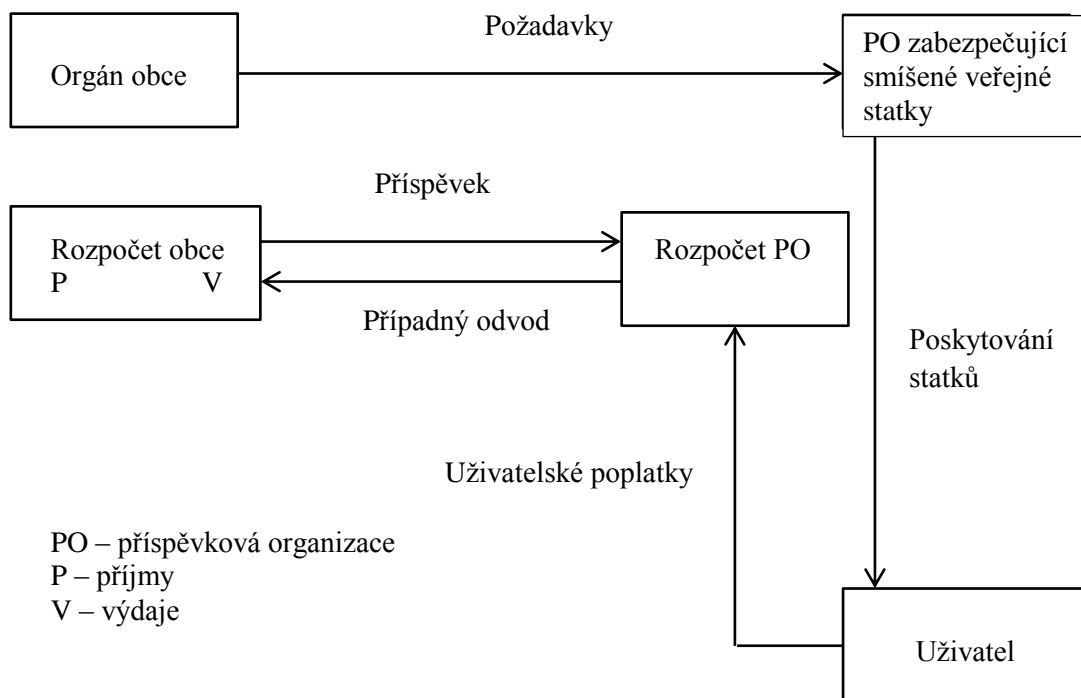 Požadavky
Orgán obce
PO zabezpečující
smíšené veřejné
statky
Příspěvek
Rozpočet obce
P V
Rozpočet PO
Případný odvod
Poskytování
statků
Uživatelské poplatky
PO – příspěvková organizace
P – příjmy
V – výdaje
Uživatel